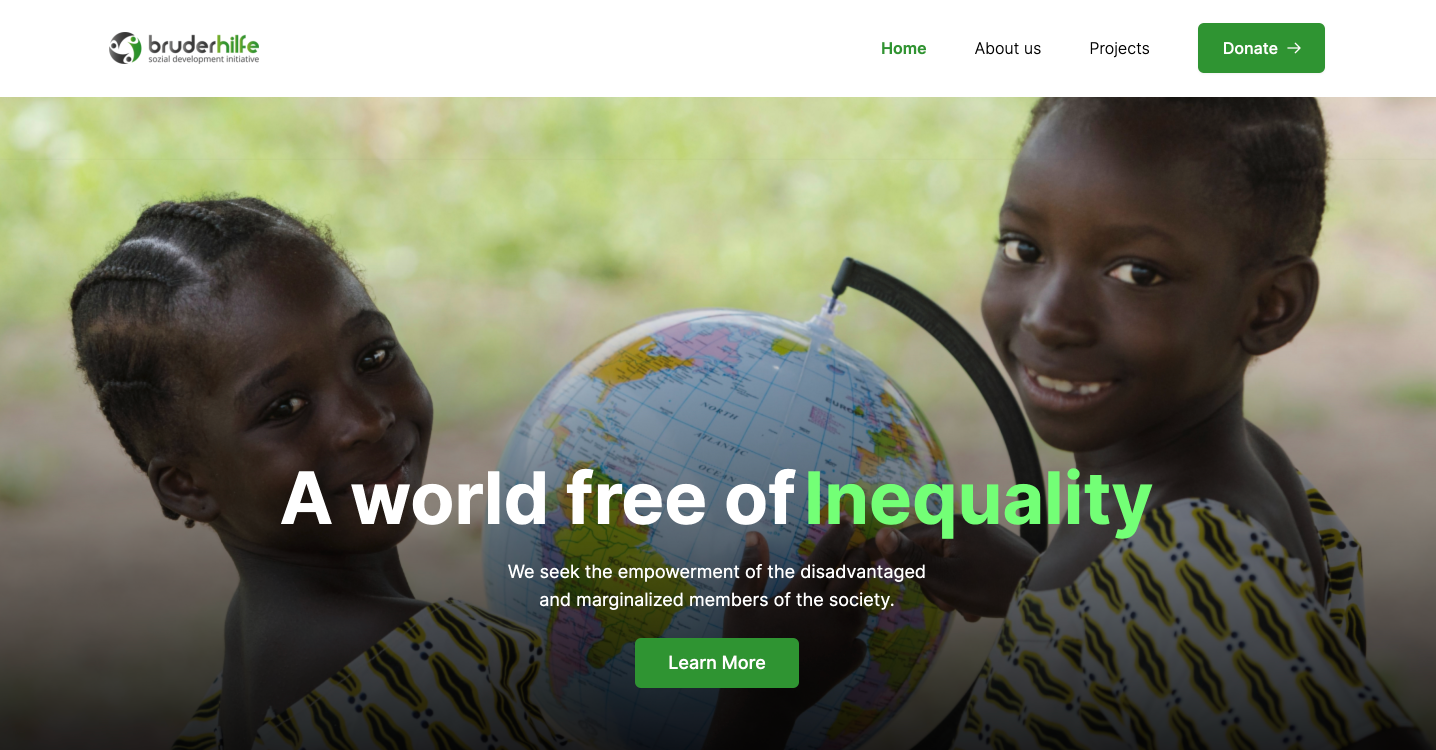 bruderhilfe
sozial development initiative
Home
About us
Projects
Donate →
NORTH
ATLANTIC
A world free of Inequality
We seek the empowerment of the disadvantaged
and marginalized members of the society.
Learn More